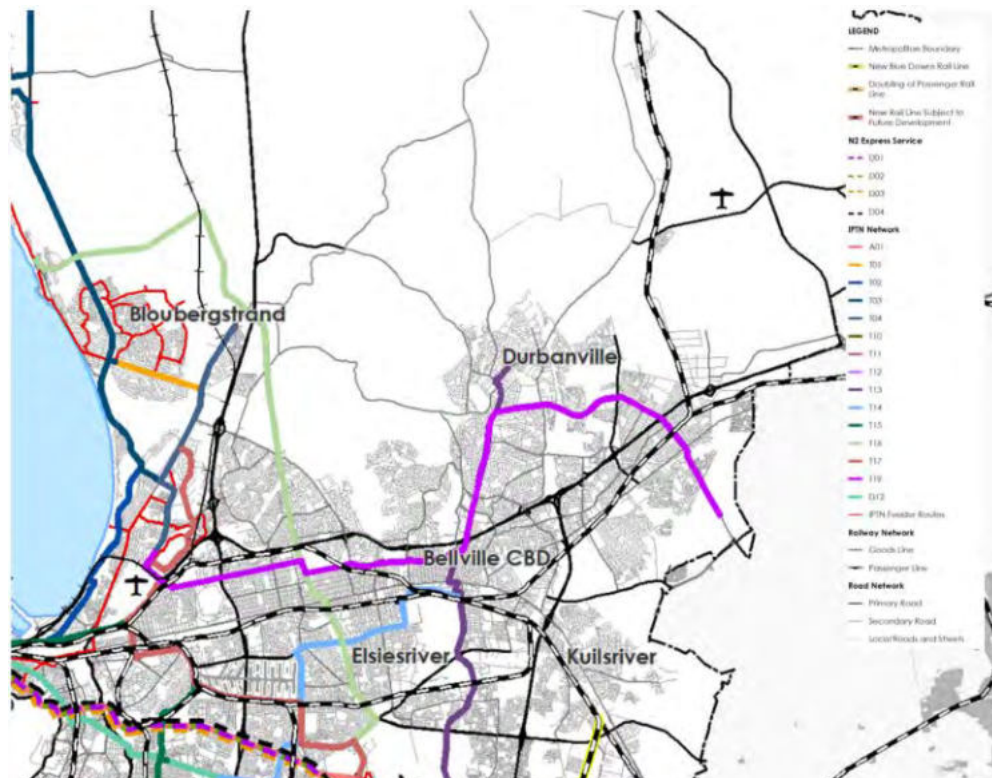 LEGEND
Metropolitan Boundary
New Blue Downs Rail Line
Doubling of Passenger Rail
Line
New Rail Line Subject to
Future Development
N2 Express Service
D01
D02
D03
D04
IPTN Network
A01
T01
T02
T03
T04
T10
T11
T12
T13
T14
T15
T16
T17
T19
D12
IPTN Feeder Routes
Railway Network
Goods Line
Passenger Line
Road Network
Primary Road
Secondary Road
Local Roads and Streets
Bloubergstrand
Durbanville
Bellville CBD
Elsiesriver
Kuilsriver